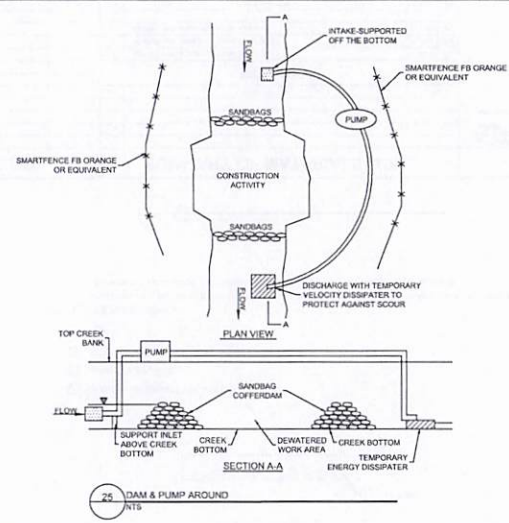 A
INTAKE-SUPPORTED
OFF THE BOTTOM
FLOW
SMARTFENCE FB ORANGE
OR EQUIVALENT
SANDBAGS
PUMP
SMARTFENCE FB ORANGE
OR EQUIVALENT
CONSTRUCTION
ACTIVITY
SANDBAGS
DISCHARGE WITH TEMPORARY
VELOCITY DISSIPATER TO
PROTECT AGAINST SCOUR
FLOW
A
PLAN VIEW
TOP CREEK
BANK
PUMP
SANDBAG
COFFERDAM
FLOW
SUPPORT INLET
ABOVE CREEK
BOTTOM
CREEK
BOTTOM
DEWATERED
WORK AREA
CREEK BOTTOM
TEMPORARY
ENERGY DISSIPATER
SECTION A-A
25
DAM & PUMP AROUND
NTS